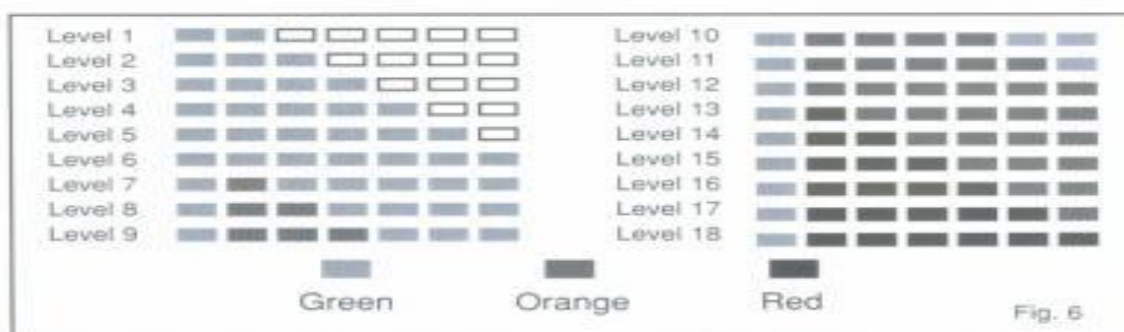 Level 1
Level 2
Level 3
Level 4
Level 5
Level 6
Level 7
Level 8
Level 9
Level 10
Level 11
Level 12
Level 13
Level 14
Level 15
Level 16
Level 17
Level 18
Green
Orange
Red
Fig. 6